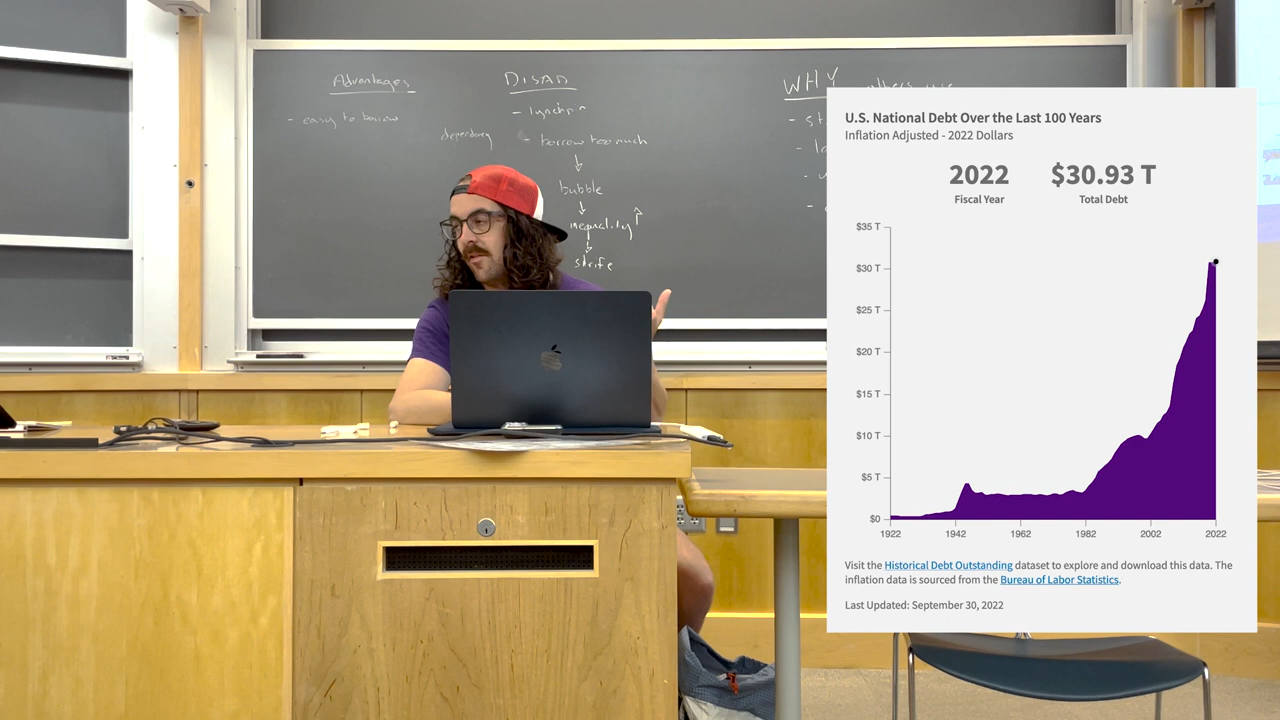 Advantages
- easy to borrow
DISAD
- lynchpin
dependency
- borrow too much
↓
bubble
↓
inequality ↑
↓
strife
WHY
U.S. National Debt Over the Last 100 Years
Inflation Adjusted - 2022 Dollars
2022
Fiscal Year
$30.93 T
Total Debt
$35 T
$30 T
$25 T
$20 T
$15 T
$10 T
$5 T
$0
1922 1942 1962 1982 2002 2022
Visit the Historical Debt Outstanding dataset to explore and download this data. The
inflation data is sourced from the Bureau of Labor Statistics.
Last Updated: September 30, 2022